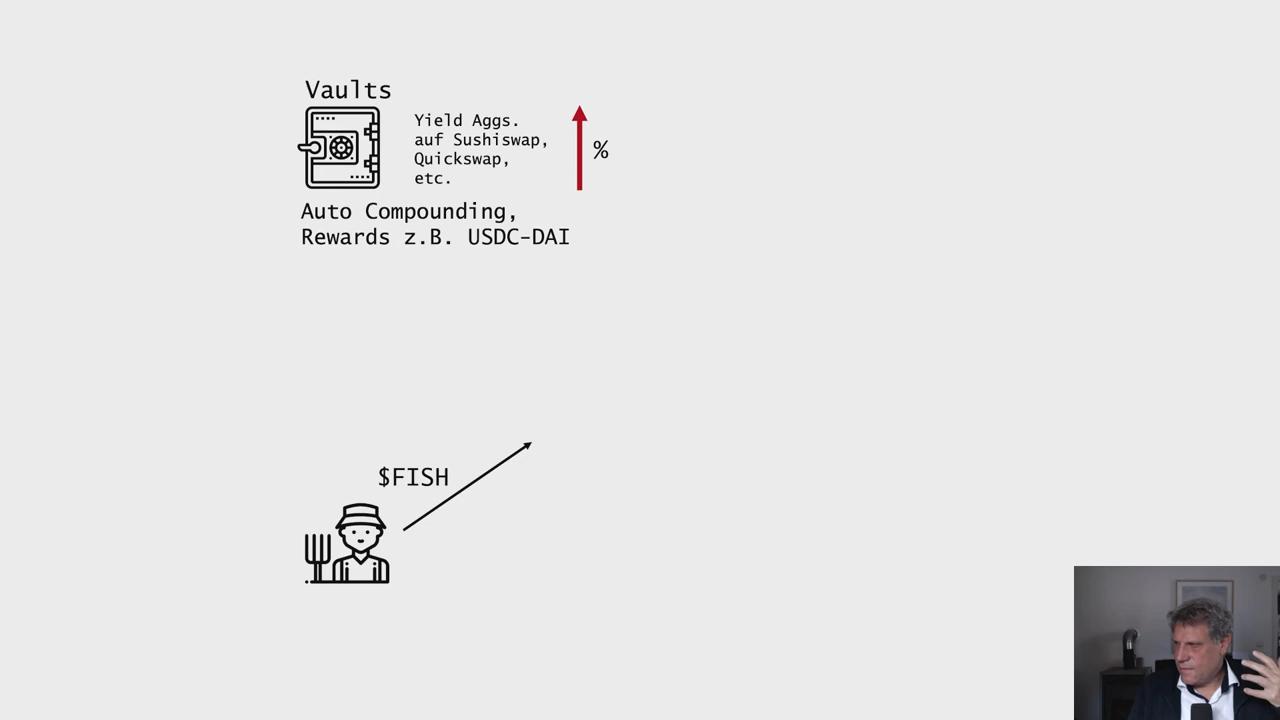 Vaults
Yield Aggs.
auf Sushiswap,
Quickswap,
etc.
%
Auto Compounding,
Rewards z.B. USDC-DAI
$FISH